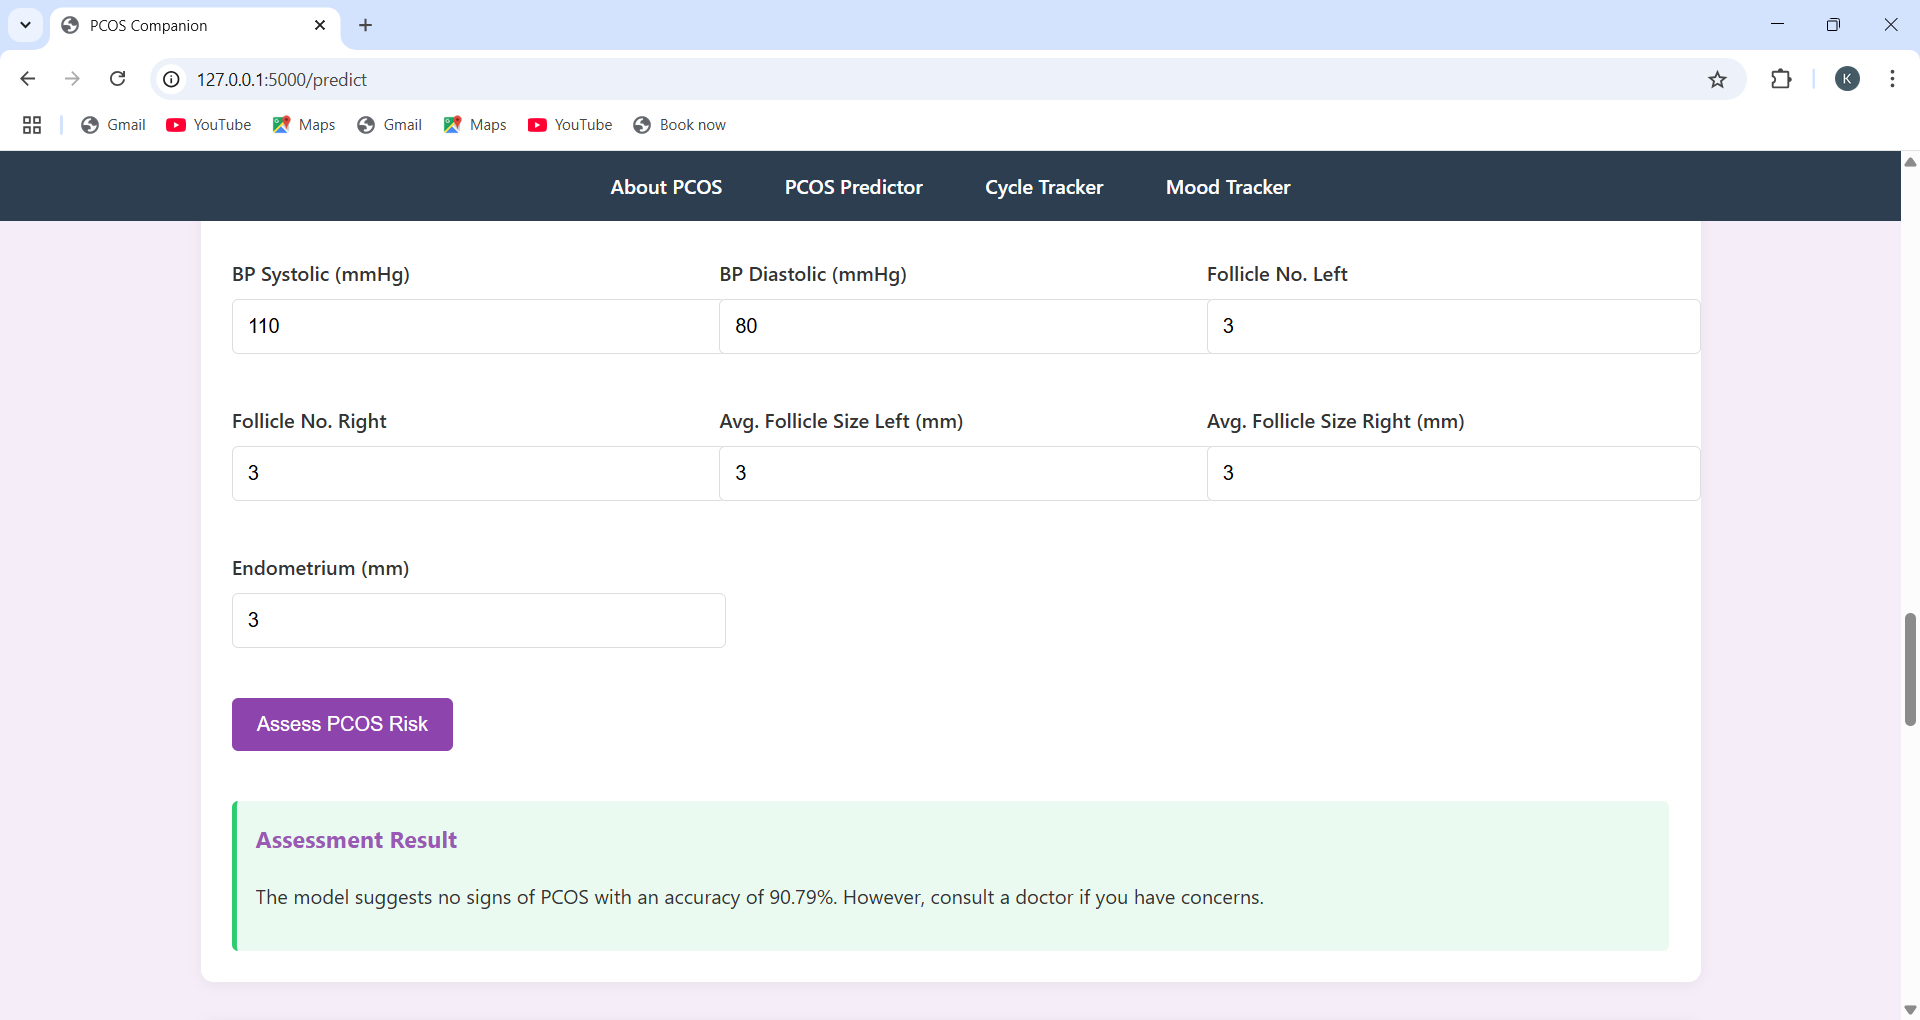 PCOS Companion
127.0.0.1:5000/predict
K
Gmail YouTube Maps Gmail Maps YouTube Book now
About PCOS PCOS Predictor Cycle Tracker Mood Tracker
BP Systolic (mmHg) BP Diastolic (mmHg) Follicle No. Left
110 80 3
Follicle No. Right Avg. Follicle Size Left (mm) Avg. Follicle Size Right (mm)
3 3 3
Endometrium (mm)
3
Assess PCOS Risk
Assessment Result
The model suggests no signs of PCOS with an accuracy of 90.79%. However, consult a doctor if you have concerns.